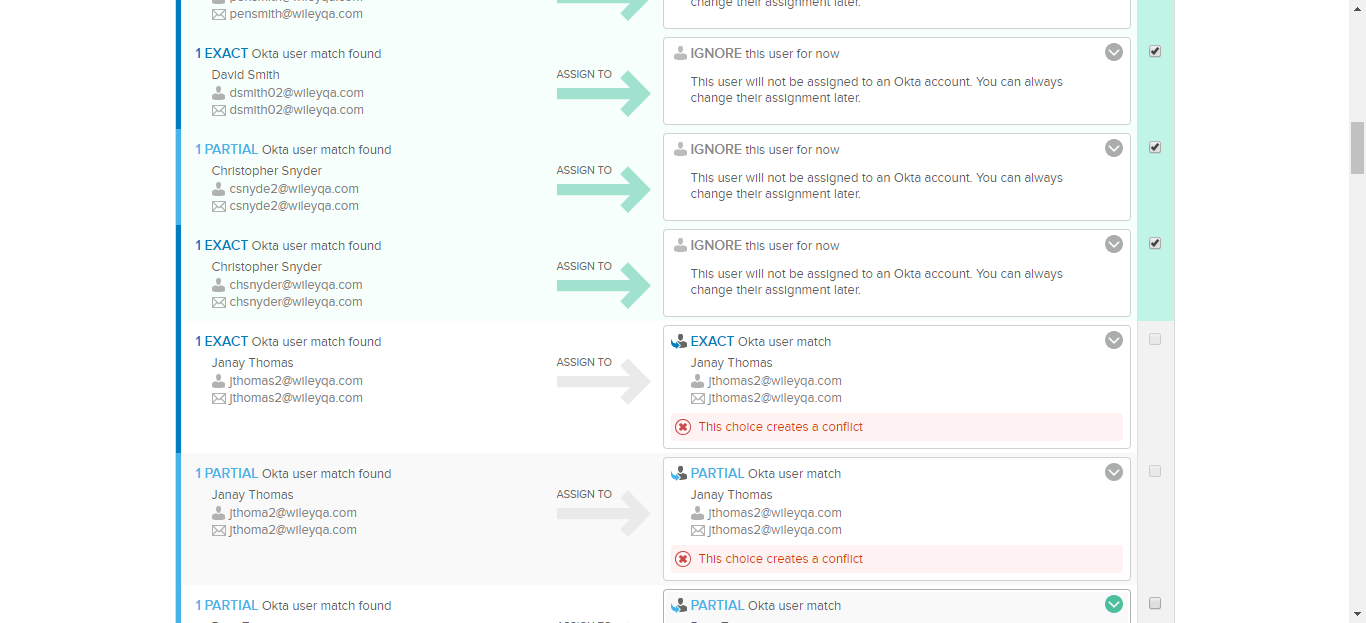 pensmith@wileyqa.com
change their assignment later.
1 EXACT Okta user match found
David Smith
dsmith02@wileyqa.com
dsmith02@wileyqa.com
ASSIGN TO
IGNORE this user for now
This user will not be assigned to an Okta account. You can always
change their assignment later.
1 PARTIAL Okta user match found
Christopher Snyder
csnyde2@wileyqa.com
csnyde2@wileyqa.com
ASSIGN TO
IGNORE this user for now
This user will not be assigned to an Okta account. You can always
change their assignment later.
1 EXACT Okta user match found
Christopher Snyder
chsnyder@wileyqa.com
chsnyder@wileyqa.com
ASSIGN TO
IGNORE this user for now
This user will not be assigned to an Okta account. You can always
change their assignment later.
1 EXACT Okta user match found
Janay Thomas
jthomas2@wileyqa.com
jthomas2@wileyqa.com
ASSIGN TO
EXACT Okta user match
Janay Thomas
jthomas2@wileyqa.com
jthomas2@wileyqa.com
This choice creates a conflict
1 PARTIAL Okta user match found
Janay Thomas
jthoma2@wileyqa.com
jthoma2@wileyqa.com
ASSIGN TO
PARTIAL Okta user match
Janay Thomas
jthomas2@wileyqa.com
jthomas2@wileyqa.com
This choice creates a conflict
1 PARTIAL Okta user match found
PARTIAL Okta user match